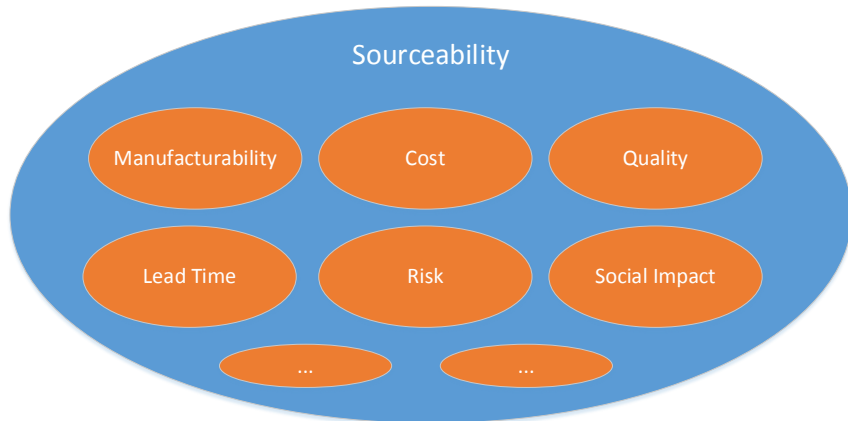 Sourceability
Manufacturability
Cost
Quality
Lead Time
Risk
Social Impact
...
...